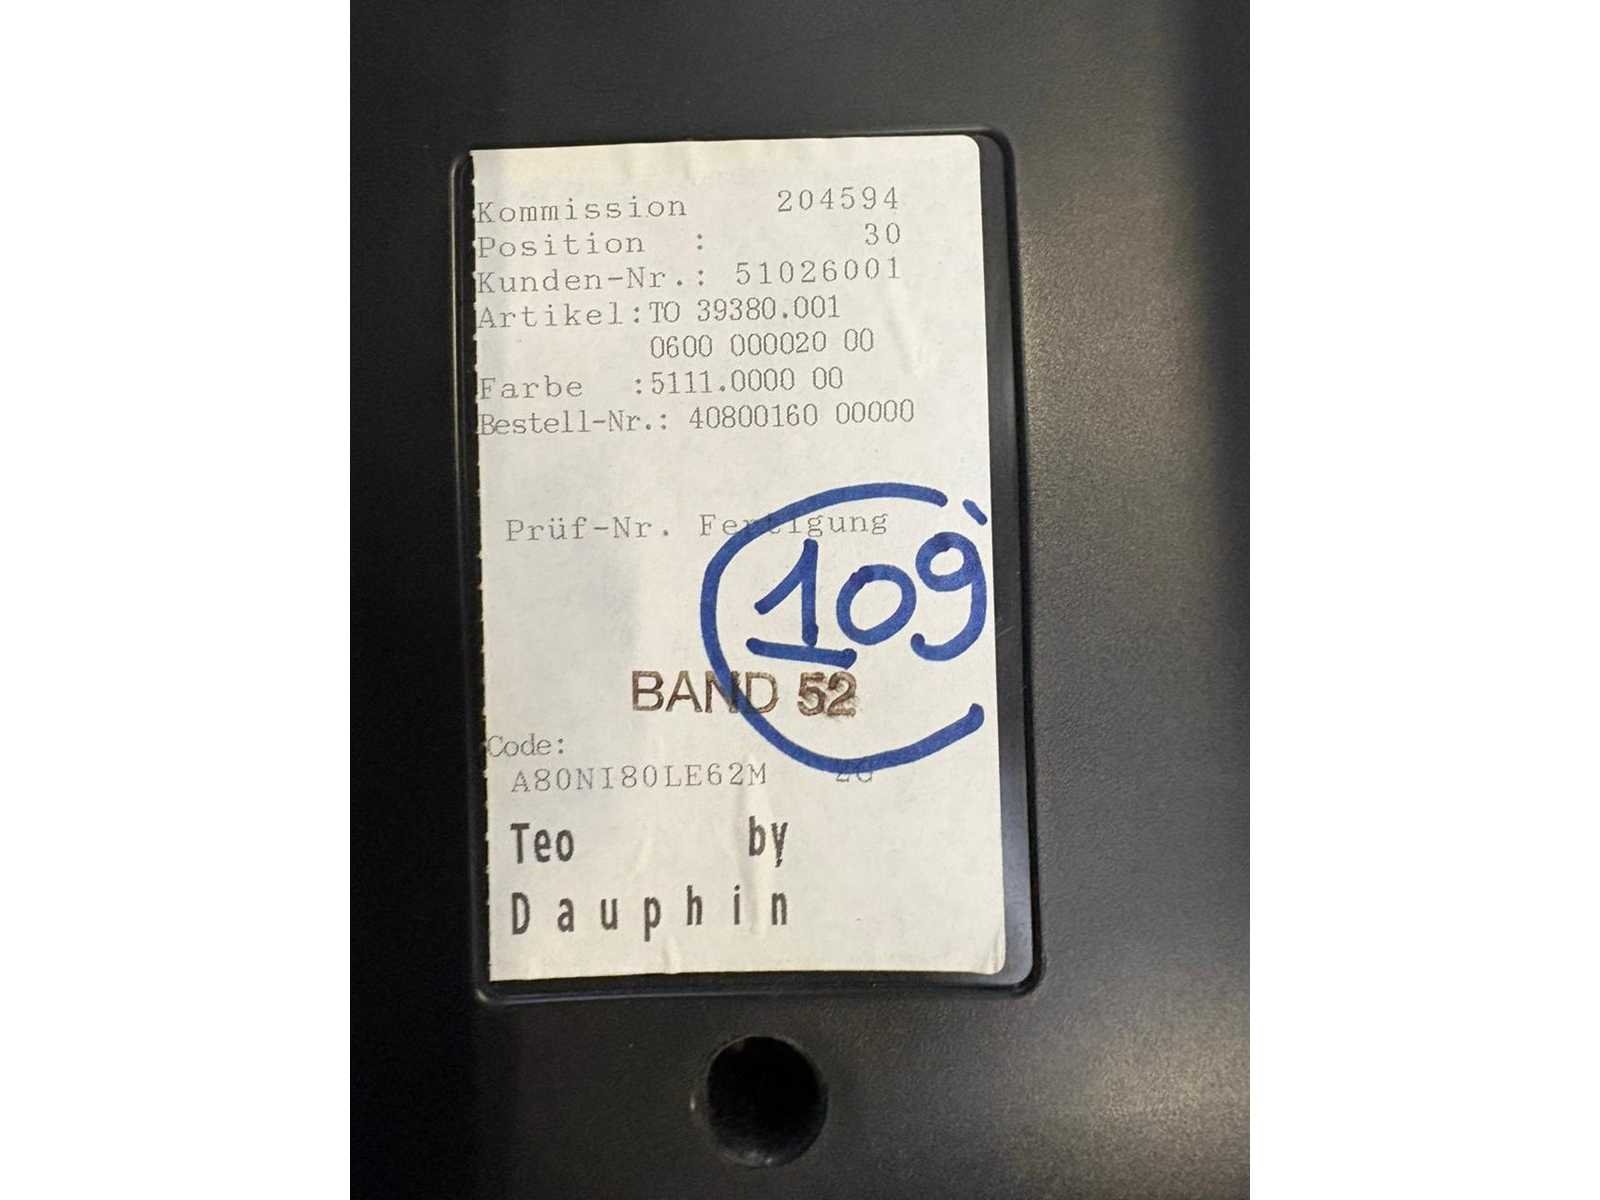 Kommission 204594
Position : 30
Kunden-Nr.: 51026001
Artikel:TO 39380.001
0600 000020 00
Farbe :5111.0000 00
Bestell-Nr.: 40800160 00000
Prüf-Nr. Fertigung
109
BAND 52
Code:
A80NI80LE62M
Teo by
Dauphin